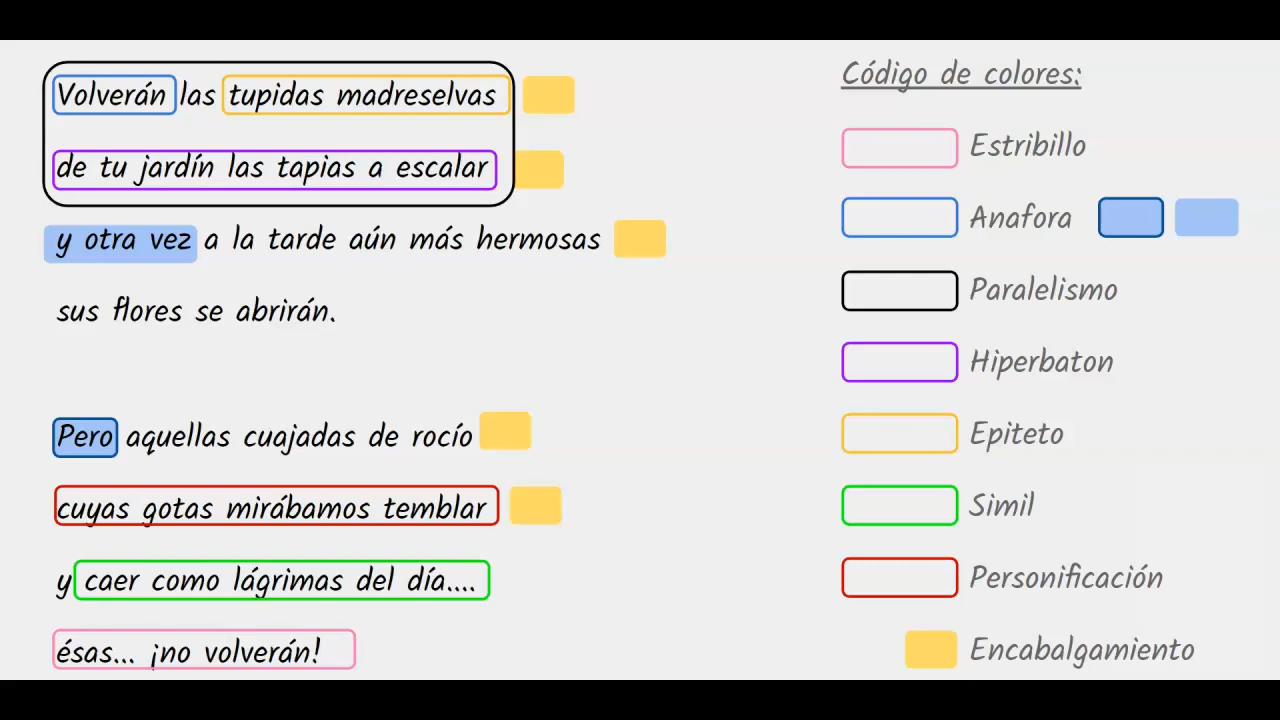 Volverán las tupidas madreselvas
de tu jardín las tapias a escalar
y otra vez a la tarde aún más hermosas
sus flores se abrirán.
Pero aquellas cuajadas de rocío
cuyas gotas mirábamos temblar
y caer como lágrimas del día....
ésas... ¡no volverán!
Código de colores:
Estribillo
Anafora
Paralelismo
Hiperbaton
Epiteto
Simil
Personificación
Encabalgamiento